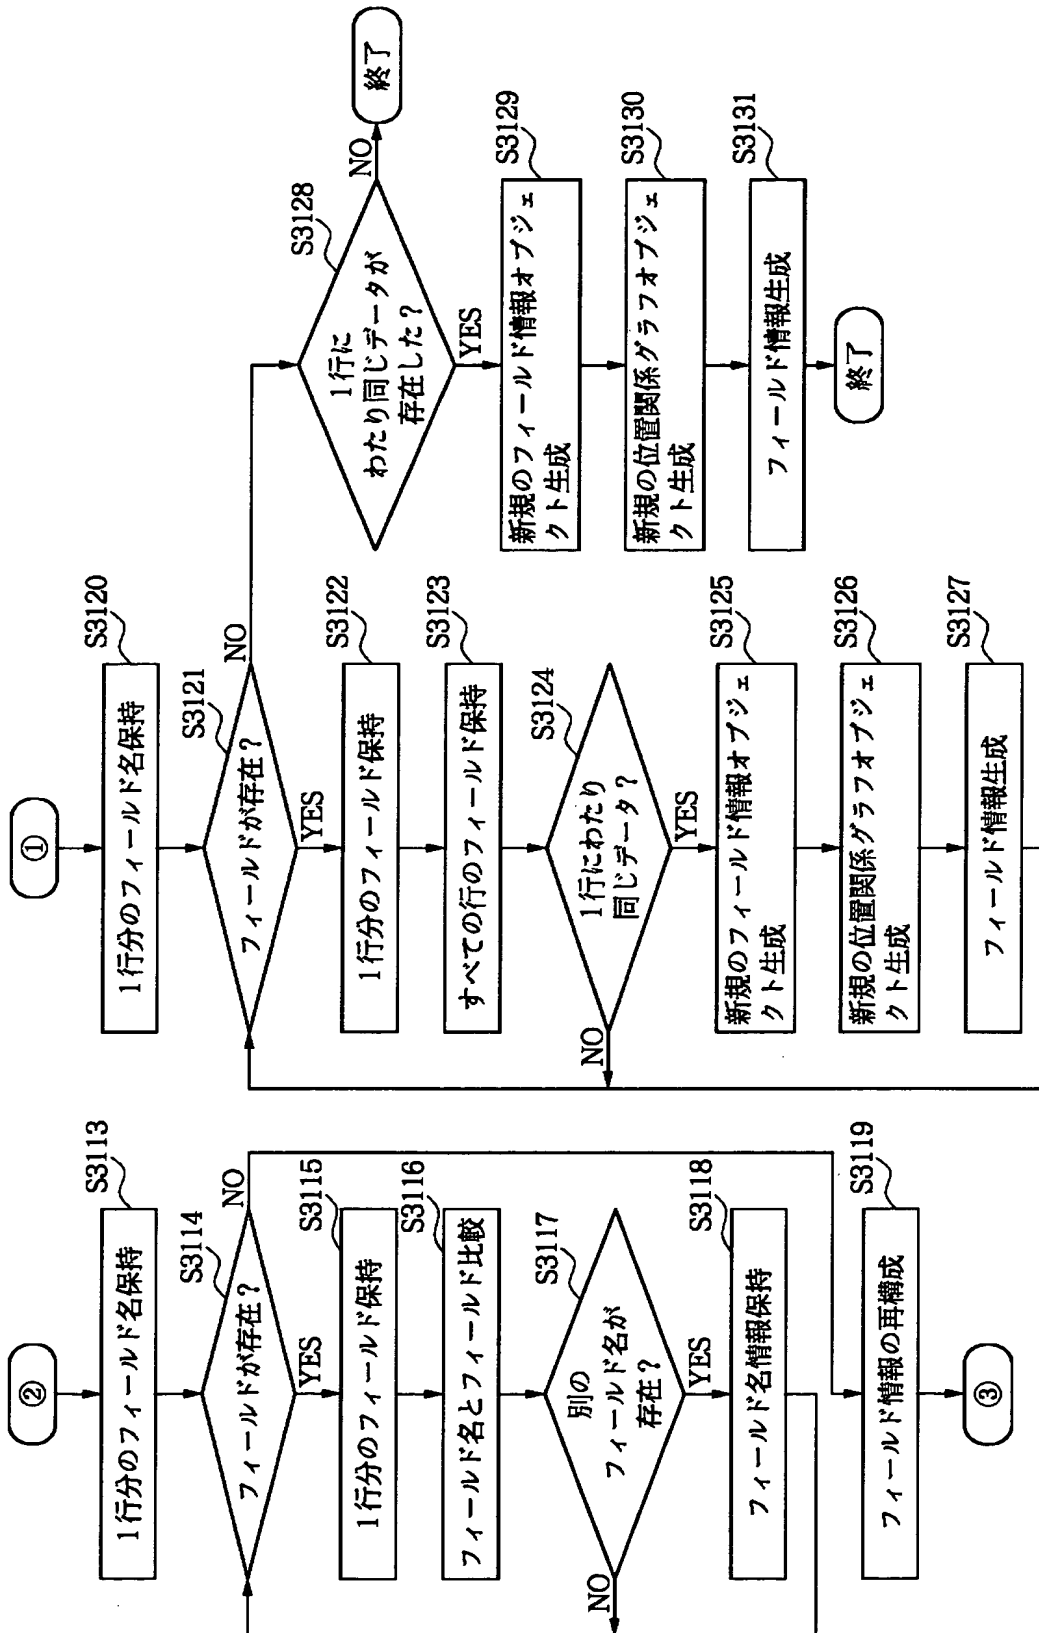 ②
S3113
1行分のフィールド名保持
S3114
フィールドが存在?
NO
YES
S3115
1行分のフィールド保持
S3116
フィールド名とフィールド比較
S3117
別の
フィールド名が
存在?
NO
YES
S3118
フィールド名情報保持
S3119
フィールド情報の再構成
③
①
S3120
1行分のフィールド名保持
S3121
フィールドが存在?
NO
YES
S3122
1行分のフィールド保持
S3123
すべての行のフィールド保持
S3124
1行にわたり
同じデータ?
NO
YES
S3125
新規のフィールド情報オブジェ
クト生成
S3126
新規の位置関係グラフオブジェ
クト生成
S3127
フィールド情報生成
S3128
1行に
わたり同じデータが
存在した?
NO
終了
YES
S3129
新規のフィールド情報オブジェ
クト生成
S3130
新規の位置関係グラフオブジェ
クト生成
S3131
フィールド情報生成
終了